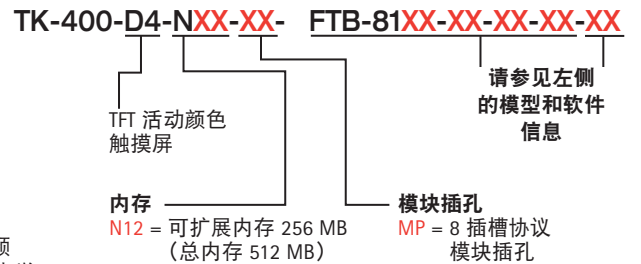 TK-400-D4-NXX-XX- FTB-81XX-XX-XX-XX-XX
请参见左侧
的模型和软件
信息
TFT 活动颜色
触摸屏
内存
N12 = 可扩展内存 256 MB
（总内存 512 MB）
模块插孔
MP = 8 插槽协议
模块插孔